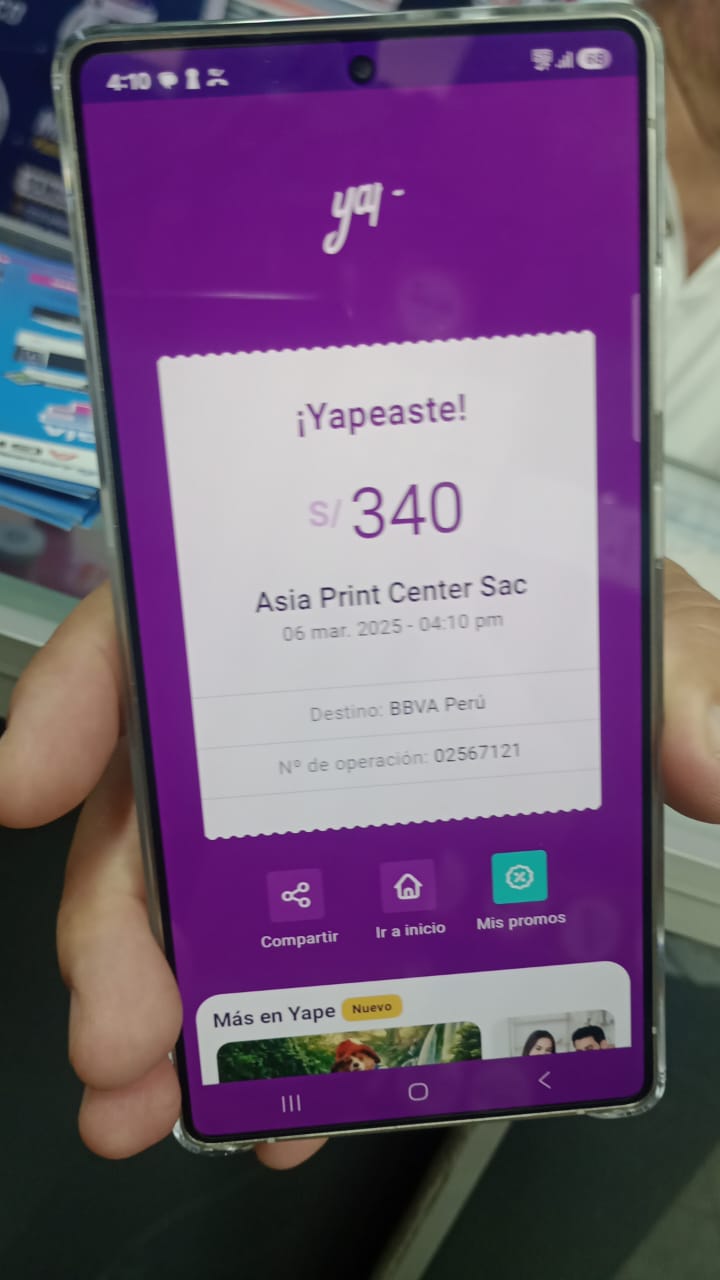 4:10
68
yap
¡Yapeaste!
S/ 340
Asia Print Center Sac
06 mar. 2025 - 04:10 pm
Destino: BBVA Perú
Nº de operación: 02567121
Compartir
Ir a inicio
Mis promos
Más en Yape Nuevo